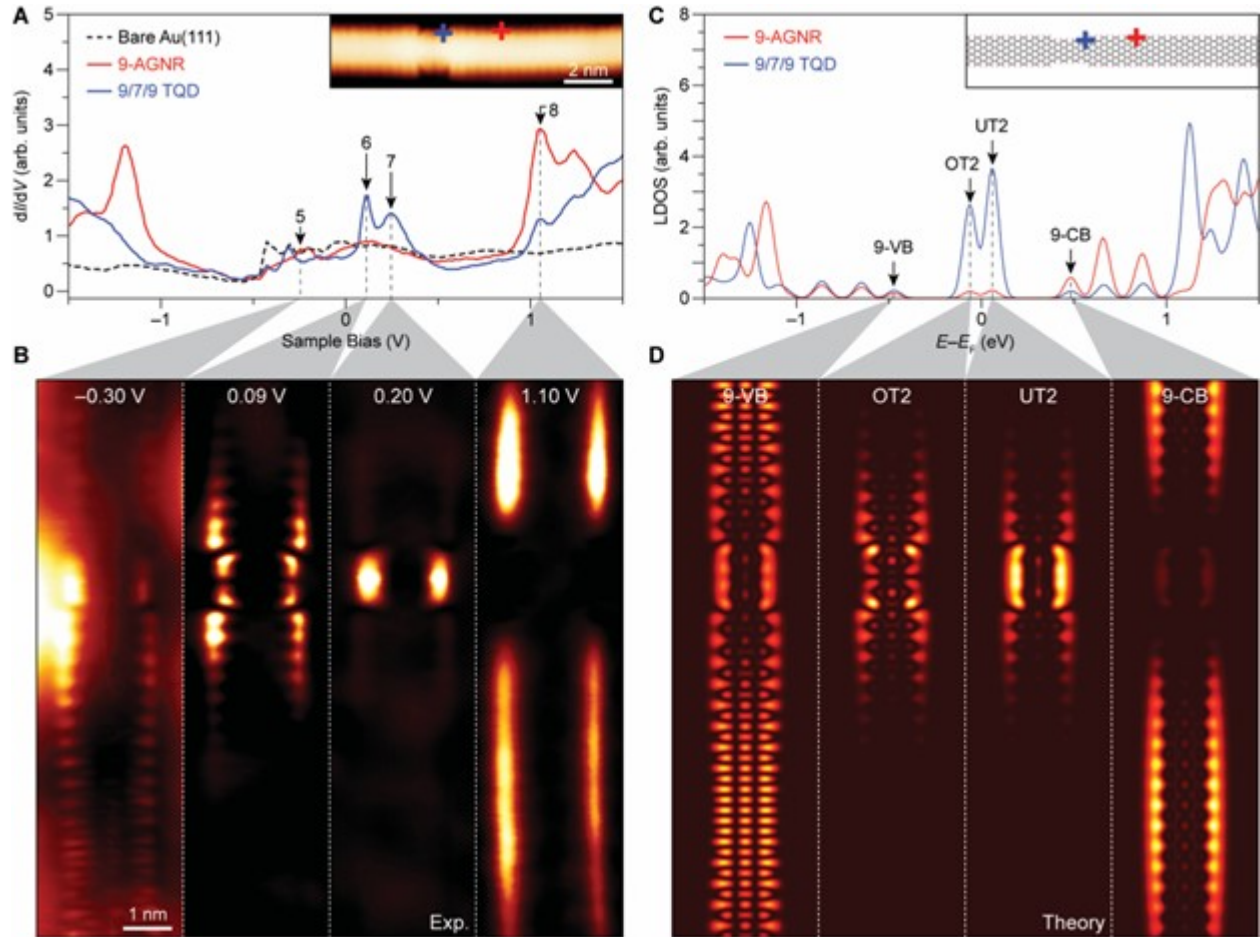 A
5
4
3
2
1
0
dI/dV (arb. units)
Bare Au(111)
9-AGNR
9/7/9 TQD
2 nm
5
6
7
8
−1
0
1
Sample Bias (V)
B
−0.30 V
0.09 V
0.20 V
1.10 V
1 nm
Exp.
C
8
6
4
2
0
LDOS (arb. units)
9-AGNR
9/7/9 TQD
9-VB
OT2
UT2
9-CB
−1
0
1
E−E_F (eV)
D
9-VB
OT2
UT2
9-CB
Theory